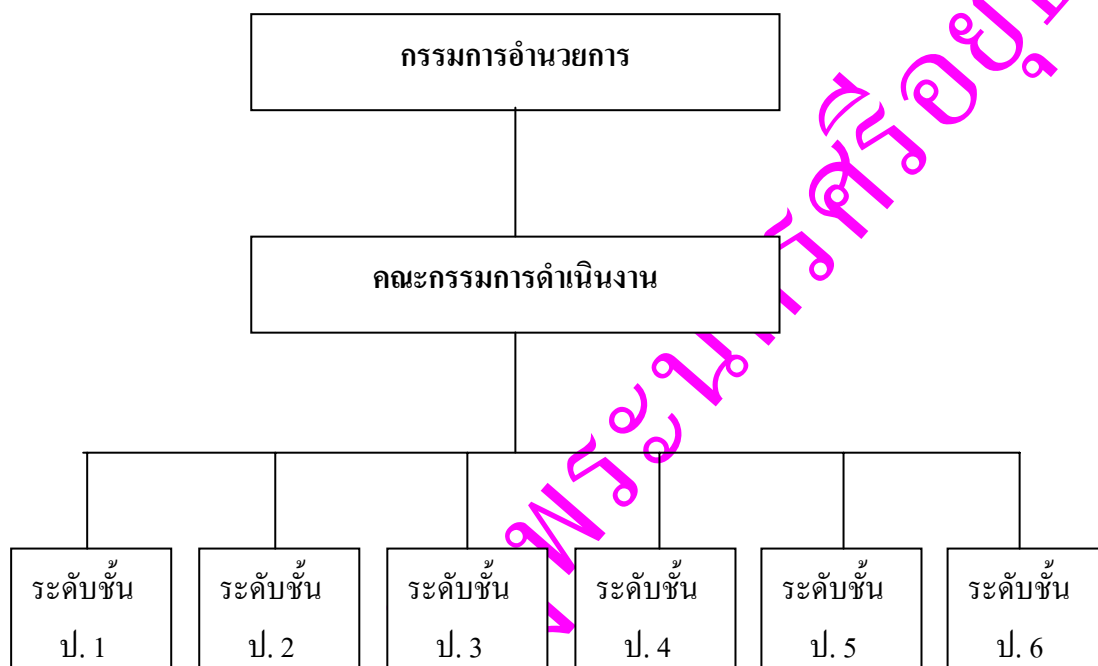 กรรมการอำนวยการ
คณะกรรมการดำเนินงาน
ระดับชั้น
ป. 1
ระดับชั้น
ป. 2
ระดับชั้น
ป. 3
ระดับชั้น
ป. 4
ระดับชั้น
ป. 5
ระดับชั้น
ป. 6